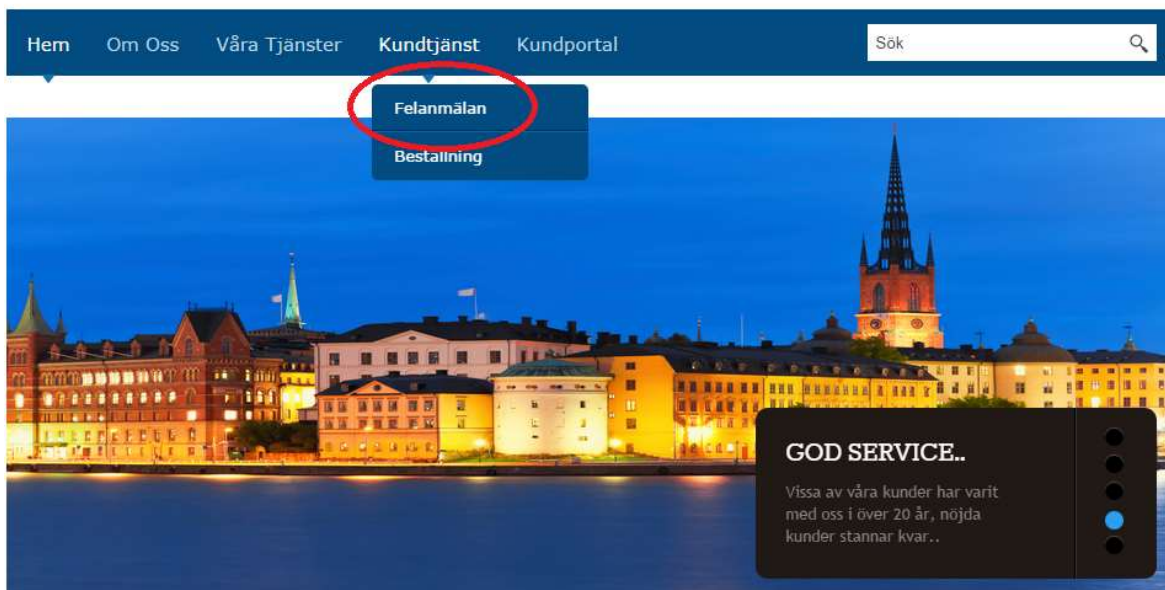 Hem Om Oss Våra Tjänster Kundtjänst Kundportal Sök
Felanmälan
Beställning
GOD SERVICE..
Vissa av våra kunder har varit
med oss i över 20 år, nöjda
kunder stannar kvar..